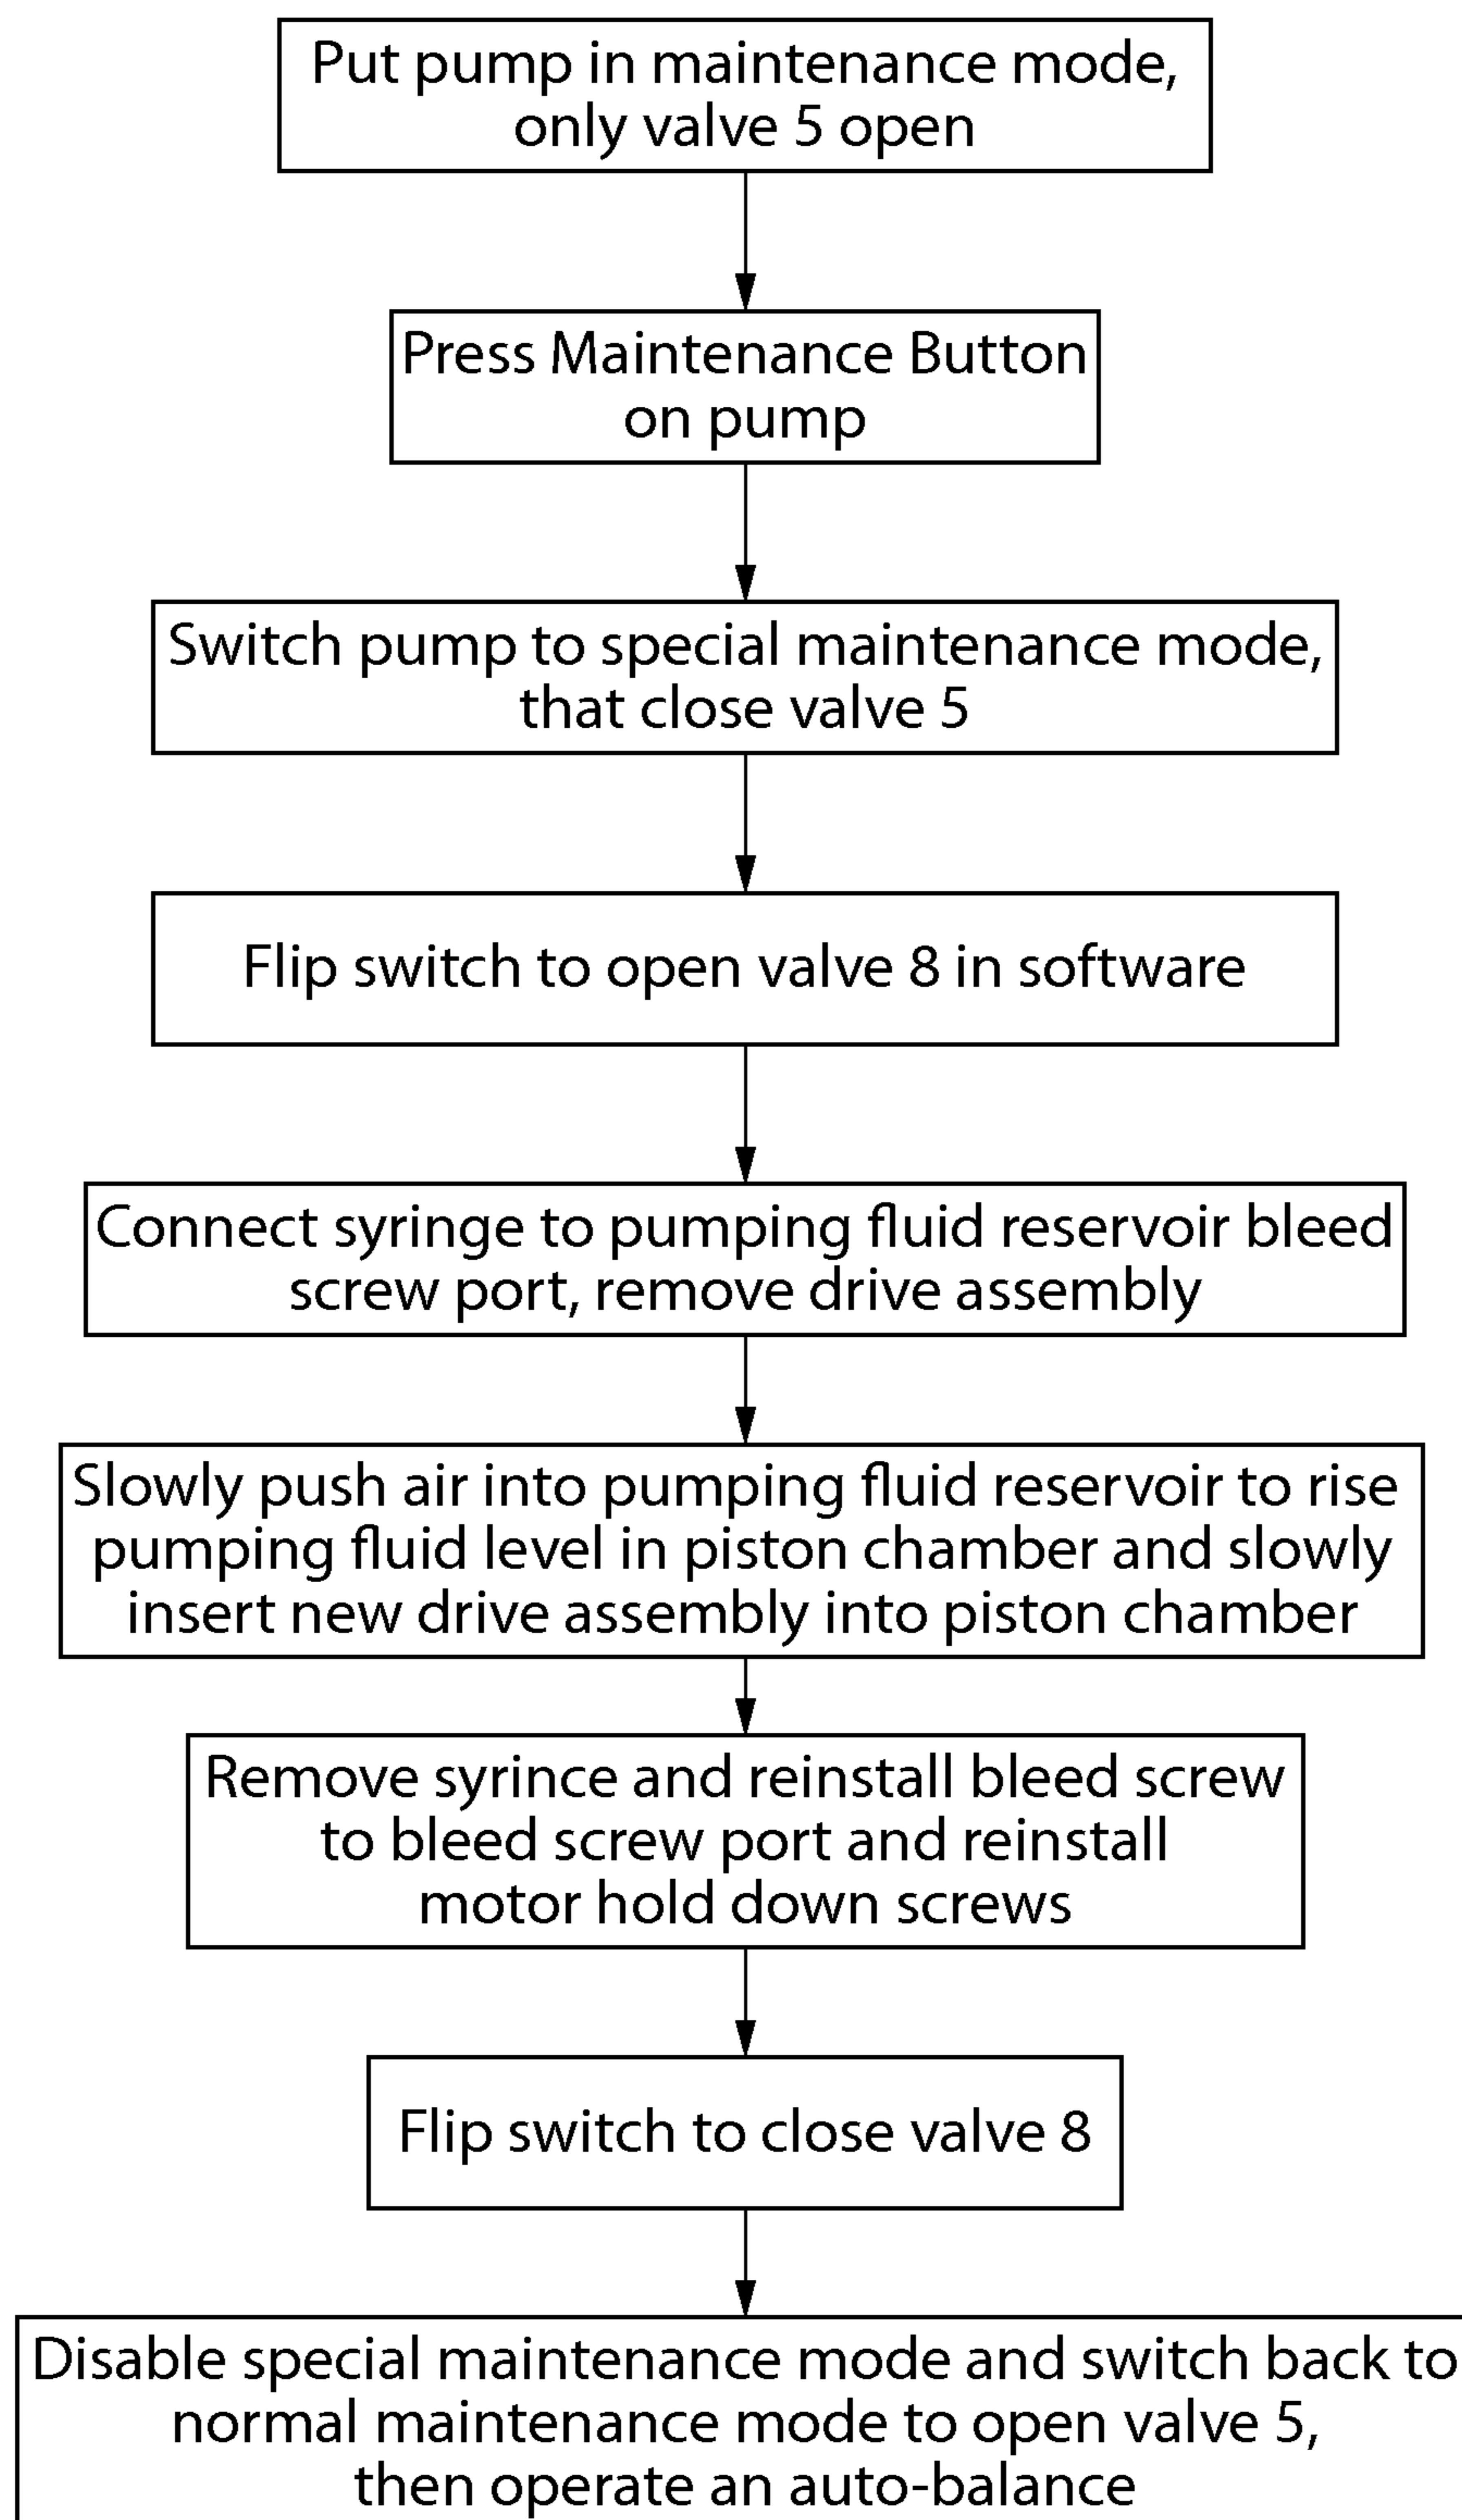 Put pump in maintenance mode,
only valve 5 open
Press Maintenance Button
on pump
Switch pump to special maintenance mode,
that close valve 5
Flip switch to open valve 8 in software
Connect syringe to pumping fluid reservoir bleed
screw port, remove drive assembly
Slowly push air into pumping fluid reservoir to rise
pumping fluid level in piston chamber and slowly
insert new drive assembly into piston chamber
Remove syrince and reinstall bleed screw
to bleed screw port and reinstall
motor hold down screws
Flip switch to close valve 8
Disable special maintenance mode and switch back to
normal maintenance mode to open valve 5,
then operate an auto-balance